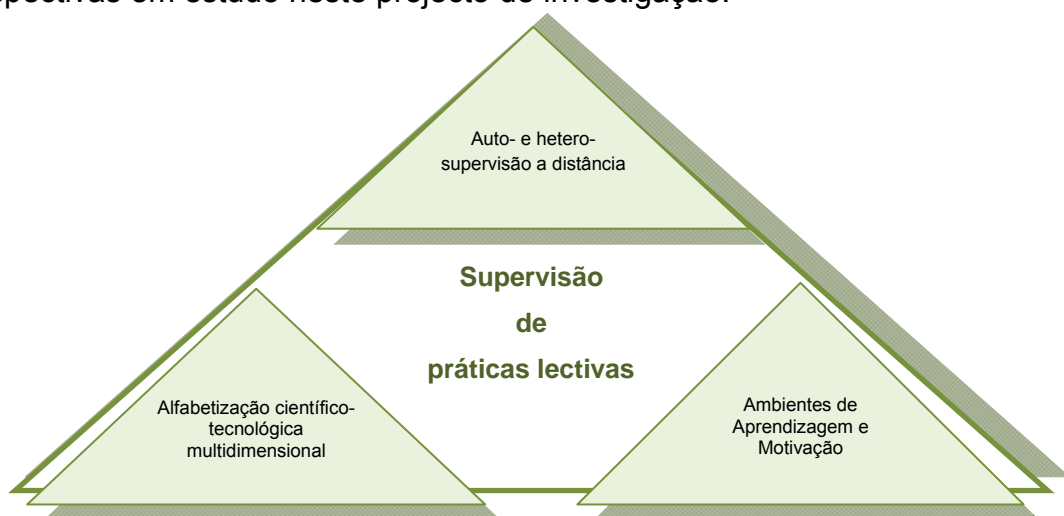 Auto- e hetero-
supervisão a distância
Supervisão
de
práticas lectivas
Alfabetização científico-
tecnológica
multidimensional
Ambientes de
Aprendizagem e
Motivação